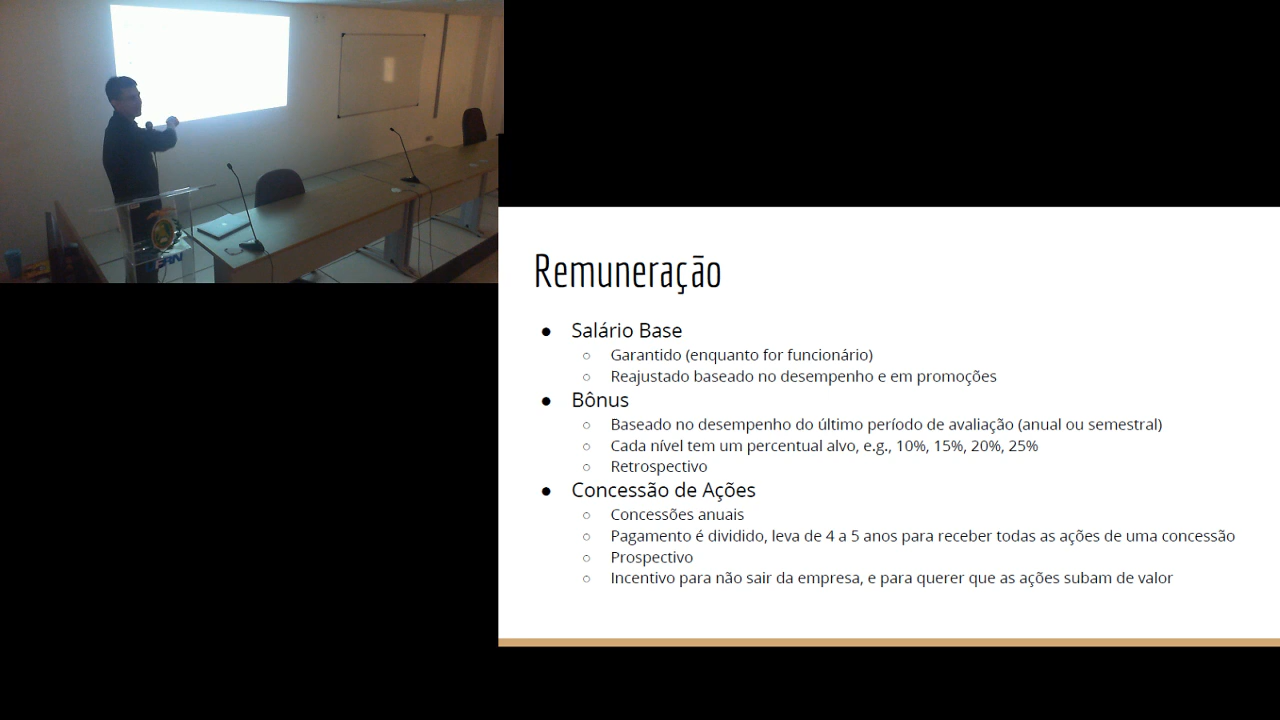 Remuneração
● Salário Base
○ Garantido (enquanto for funcionário)
○ Reajustado baseado no desempenho e em promoções
● Bônus
○ Baseado no desempenho do último período de avaliação (anual ou semestral)
○ Cada nível tem um percentual alvo, e.g., 10%, 15%, 20%, 25%
○ Retrospectivo
● Concessão de Ações
○ Concessões anuais
○ Pagamento é dividido, leva de 4 a 5 anos para receber todas as ações de uma concessão
○ Prospectivo
○ Incentivo para não sair da empresa, e para querer que as ações subam de valor